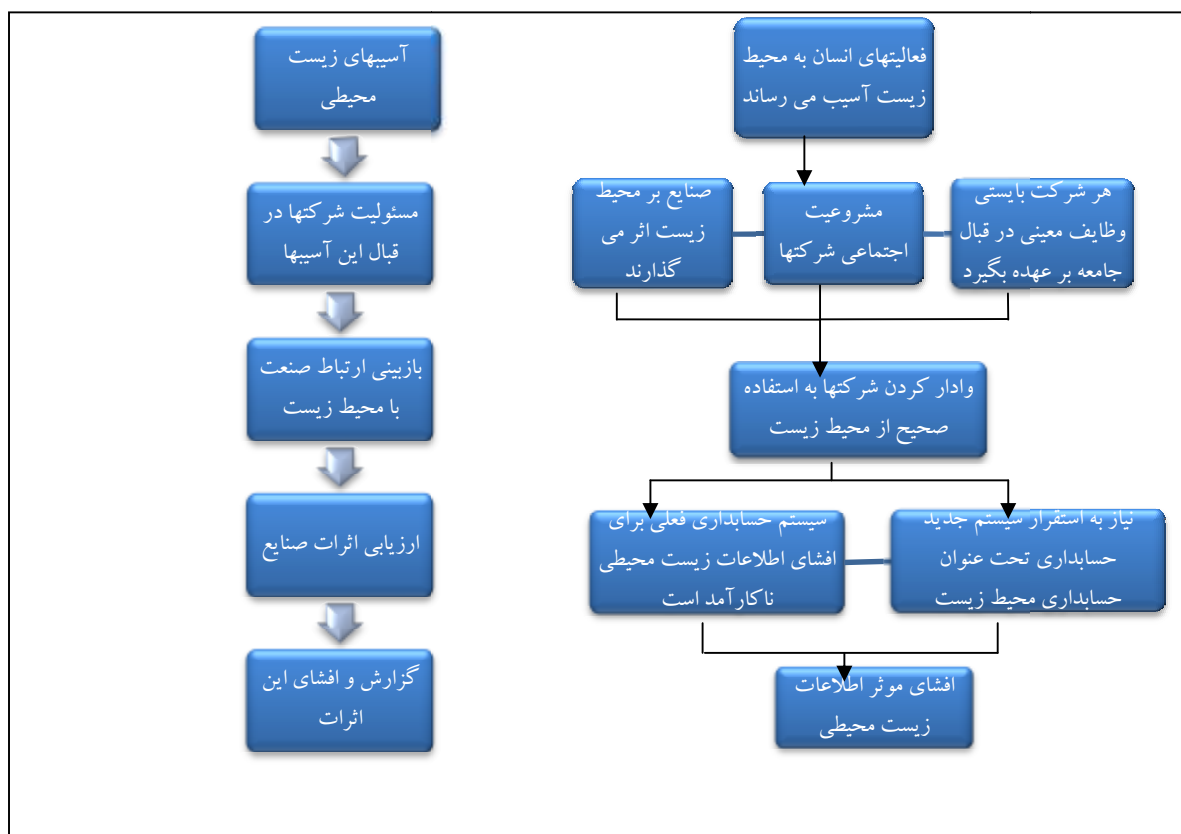 فعالیتهای انسان به محیط
زیست آسیب می رساند
هر شرکت بایستی
وظایف معینی در قبال
جامعه بر عهده بگیرد
مشروعیت
اجتماعی شرکتها
صنایع بر محیط
زیست اثر می
گذارند
وادار کردن شرکتها به استفاده
صحیح از محیط زیست
نیاز به استقرار سیستم جدید
حسابداری تحت عنوان
حسابداری محیط زیست
سیستم حسابداری فعلی برای
افشای اطلاعات زیست محیطی
ناکارآمد است
افشای موثر اطلاعات
زیست محیطی
آسیبهای زیست
محیطی
مسئولیت شرکتها در
قبال این آسیبها
بازبینی ارتباط صنعت
با محیط زیست
ارزیابی اثرات صنایع
گزارش و افشای این
اثرات